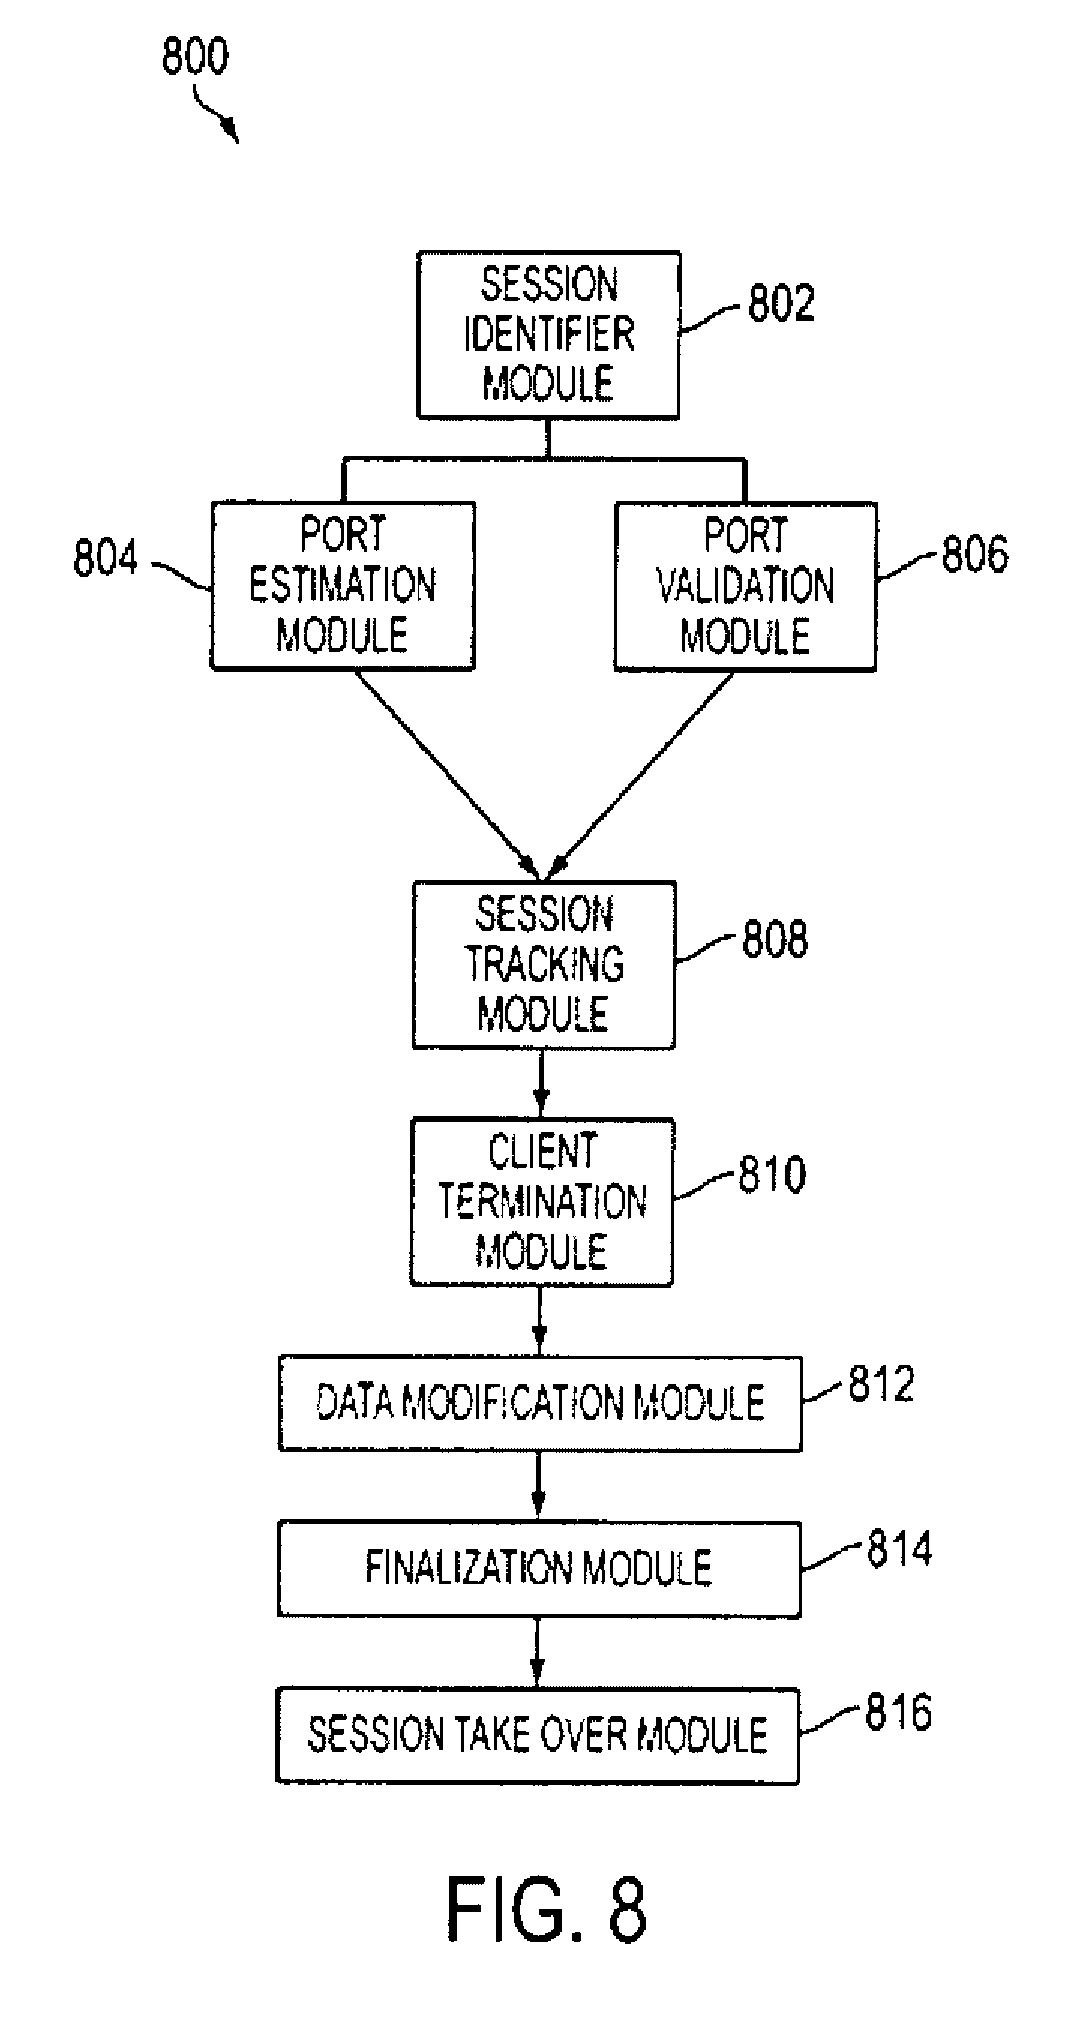 800
SESSION
IDENTIFIER
MODULE
802
804
PORT
ESTIMATION
MODULE
PORT
VALIDATION
MODULE
806
SESSION
TRACKING
MODULE
808
CLIENT
TERMINATION
MODULE
810
DATA MODIFICATION MODULE
812
FINALIZATION MODULE
814
SESSION TAKE OVER MODULE
816
FIG. 8